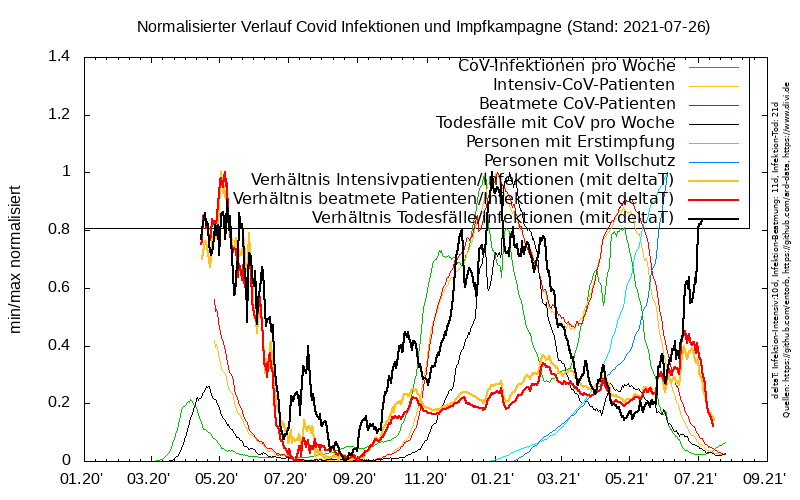 Normalisierter Verlauf Covid Infektionen und Impfkampagne (Stand: 2021-07-26)
min/max normalisiert
1.4
1.2
1
0.8
0.6
0.4
0.2
0
01.20'
03.20'
05.20'
07.20'
09.20'
11.20'
01.21'
03.21'
05.21'
07.21'
09.21'
CoV-Infektionen pro Woche
Intensiv-CoV-Patienten
Beatmete CoV-Patienten
Todesfälle mit CoV pro Woche
Personen mit Erstimpfung
Personen mit Vollschutz
Verhältnis Intensivpatienten/Infektionen (mit deltaT)
Verhältnis beatmete Patienten/Infektionen (mit deltaT)
Verhältnis Todesfälle/Infektionen (mit deltaT)
deltaT: Infektion-Intensiv:10d, Infektion-Beatmung: 11d, Infektion-Tod: 21d
Quellen: https://github.com/entorb, https://github.com/ard-data, https://www.divi.de